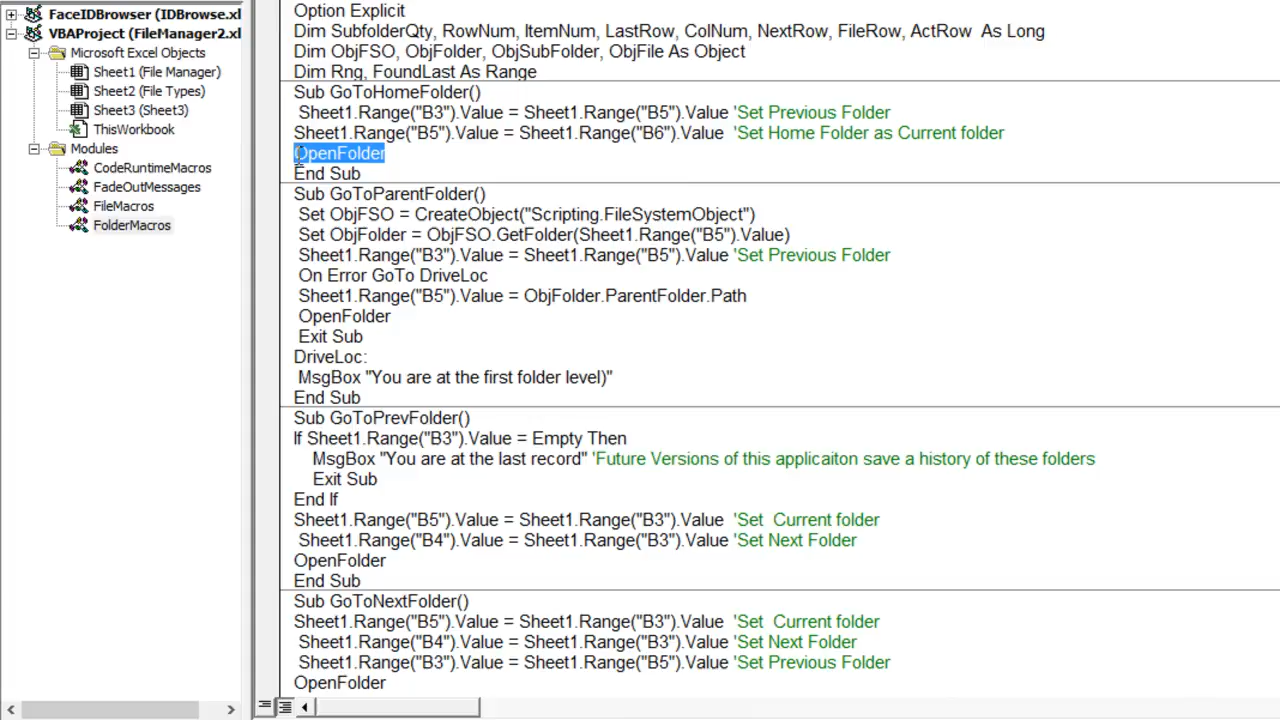 FaceIDBrowser (IDBrowse.xl
VBAProject (FileManager2.xl
Microsoft Excel Objects
Sheet1 (File Manager)
Sheet2 (File Types)
Sheet3 (Sheet3)
ThisWorkbook
Modules
CodeRuntimeMacros
FadeOutMessages
FileMacros
FolderMacros
Option Explicit
Dim SubfolderQty, RowNum, ItemNum, LastRow, ColNum, NextRow, FileRow, ActRow  As Long
Dim ObjFSO, ObjFolder, ObjSubFolder, ObjFile As Object
Dim Rng, FoundLast As Range
Sub GoToHomeFolder()
Sheet1.Range("B3").Value = Sheet1.Range("B5").Value 'Set Previous Folder
Sheet1.Range("B5").Value = Sheet1.Range("B6").Value  'Set Home Folder as Current folder
OpenFolder
End Sub
Sub GoToParentFolder()
Set ObjFSO = CreateObject("Scripting.FileSystemObject")
Set ObjFolder = ObjFSO.GetFolder(Sheet1.Range("B5").Value)
Sheet1.Range("B3").Value = Sheet1.Range("B5").Value 'Set Previous Folder
On Error GoTo DriveLoc
Sheet1.Range("B5").Value = ObjFolder.ParentFolder.Path
OpenFolder
Exit Sub
DriveLoc:
MsgBox "You are at the first folder level)"
End Sub
Sub GoToPrevFolder()
If Sheet1.Range("B3").Value = Empty Then
MsgBox "You are at the last record" 'Future Versions of this applicaiton save a history of these folders
Exit Sub
End If
Sheet1.Range("B5").Value = Sheet1.Range("B3").Value  'Set  Current folder
Sheet1.Range("B4").Value = Sheet1.Range("B3").Value 'Set Next Folder
OpenFolder
End Sub
Sub GoToNextFolder()
Sheet1.Range("B5").Value = Sheet1.Range("B3").Value  'Set  Current folder
Sheet1.Range("B4").Value = Sheet1.Range("B3").Value 'Set Next Folder
Sheet1.Range("B3").Value = Sheet1.Range("B5").Value 'Set Previous Folder
OpenFolder